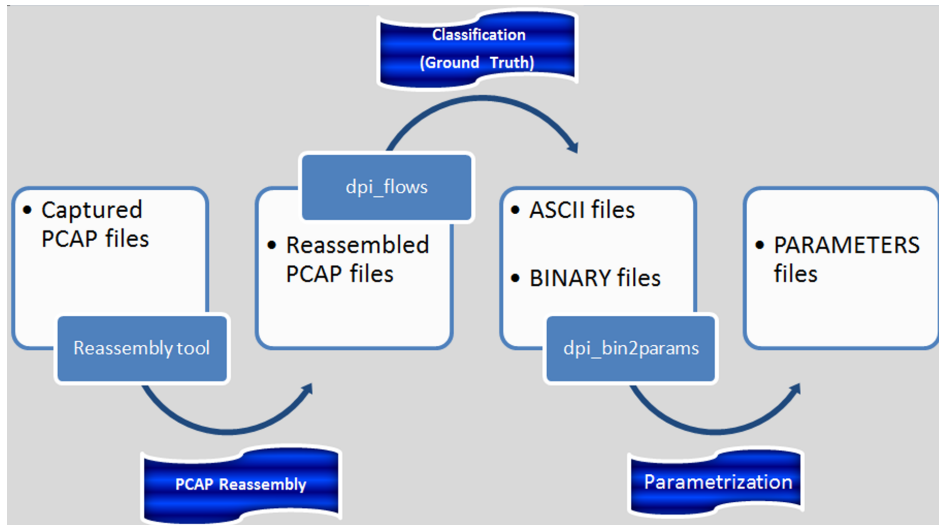 Classification
(Ground Truth)
dpi_flows
• Captured
PCAP files
Reassembly tool
• Reassembled
PCAP files
• ASCII files
• BINARY files
dpi_bin2params
• PARAMETERS
files
PCAP Reassembly
Parametrization